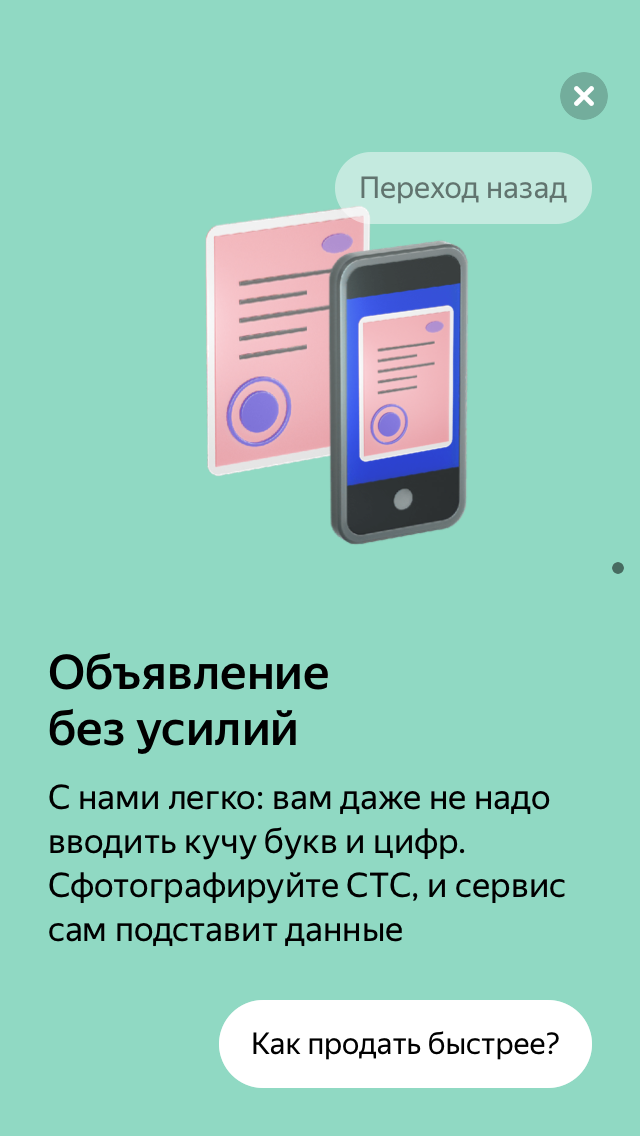 Переход назад
Объявление
без усилий
С нами легко: вам даже не надо
вводить кучу букв и цифр.
Сфотографируйте СТС, и сервис
сам подставит данные
Как продать быстрее?